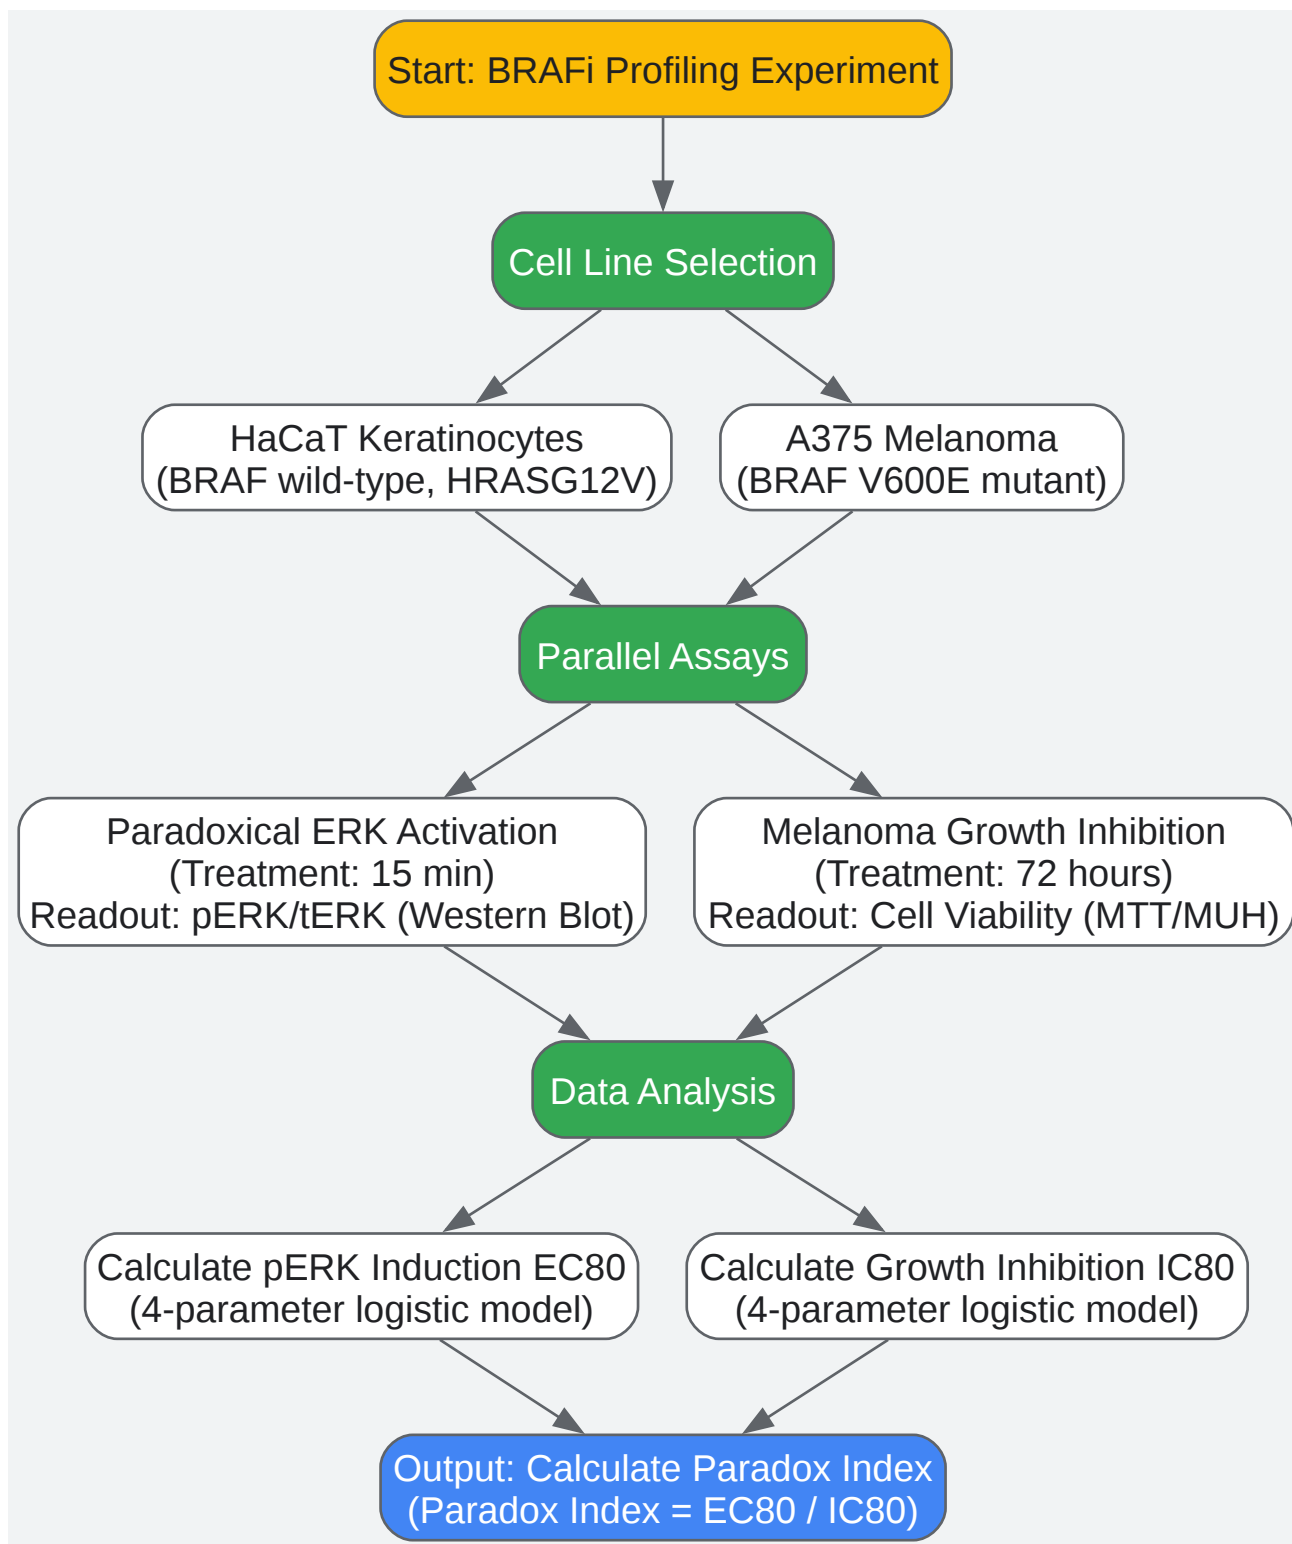 Start: BRAFi Profiling Experiment
Cell Line Selection
HaCaT Keratinocytes
(BRAF wild-type, HRASG12V)
A375 Melanoma
(BRAF V600E mutant)
Parallel Assays
Paradoxical ERK Activation
(Treatment: 15 min)
Readout: pERK/tERK (Western Blot)
Melanoma Growth Inhibition
(Treatment: 72 hours)
Readout: Cell Viability (MTT/MUH)
Data Analysis
Calculate pERK Induction EC80
(4-parameter logistic model)
Calculate Growth Inhibition IC80
(4-parameter logistic model)
Output: Calculate Paradox Index
(Paradox Index = EC80 / IC80)